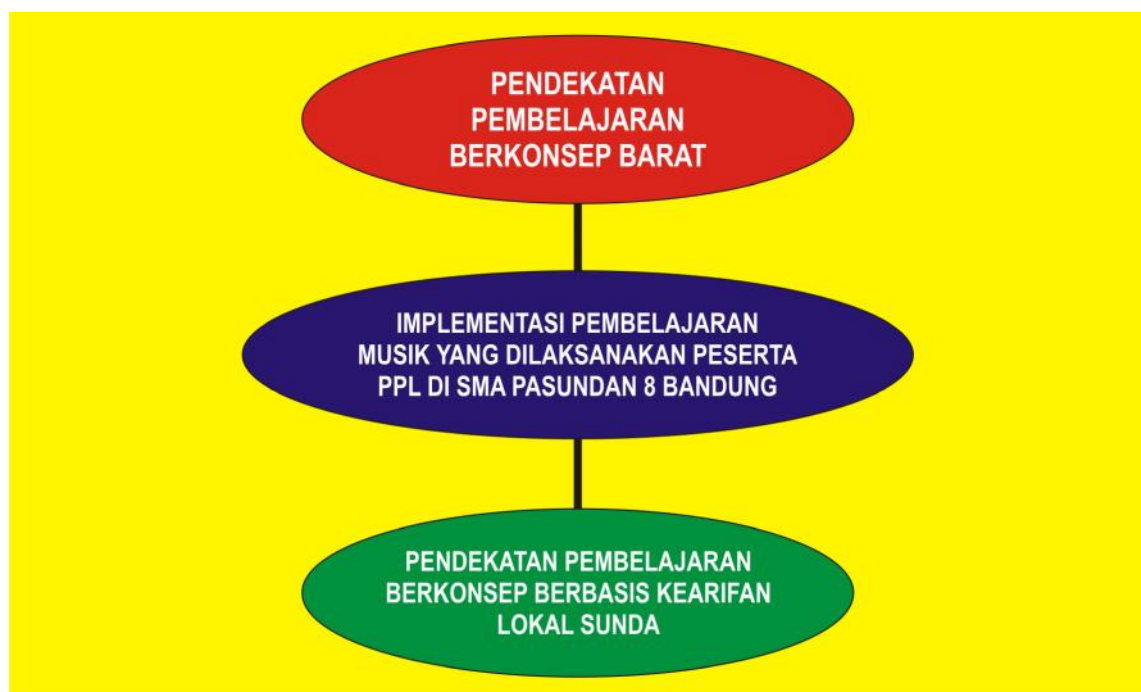 PENDEKATAN
PEMBELAJARAN
BERKONSEP BARAT
IMPLEMENTASI PEMBELAJARAN
MUSIK YANG DILAKSANAKAN PESERTA
PPL DI SMA PASUNDAN 8 BANDUNG
PENDEKATAN PEMBELAJARAN
BERKONSEP BERBASIS KEARIFAN
LOKAL SUNDA